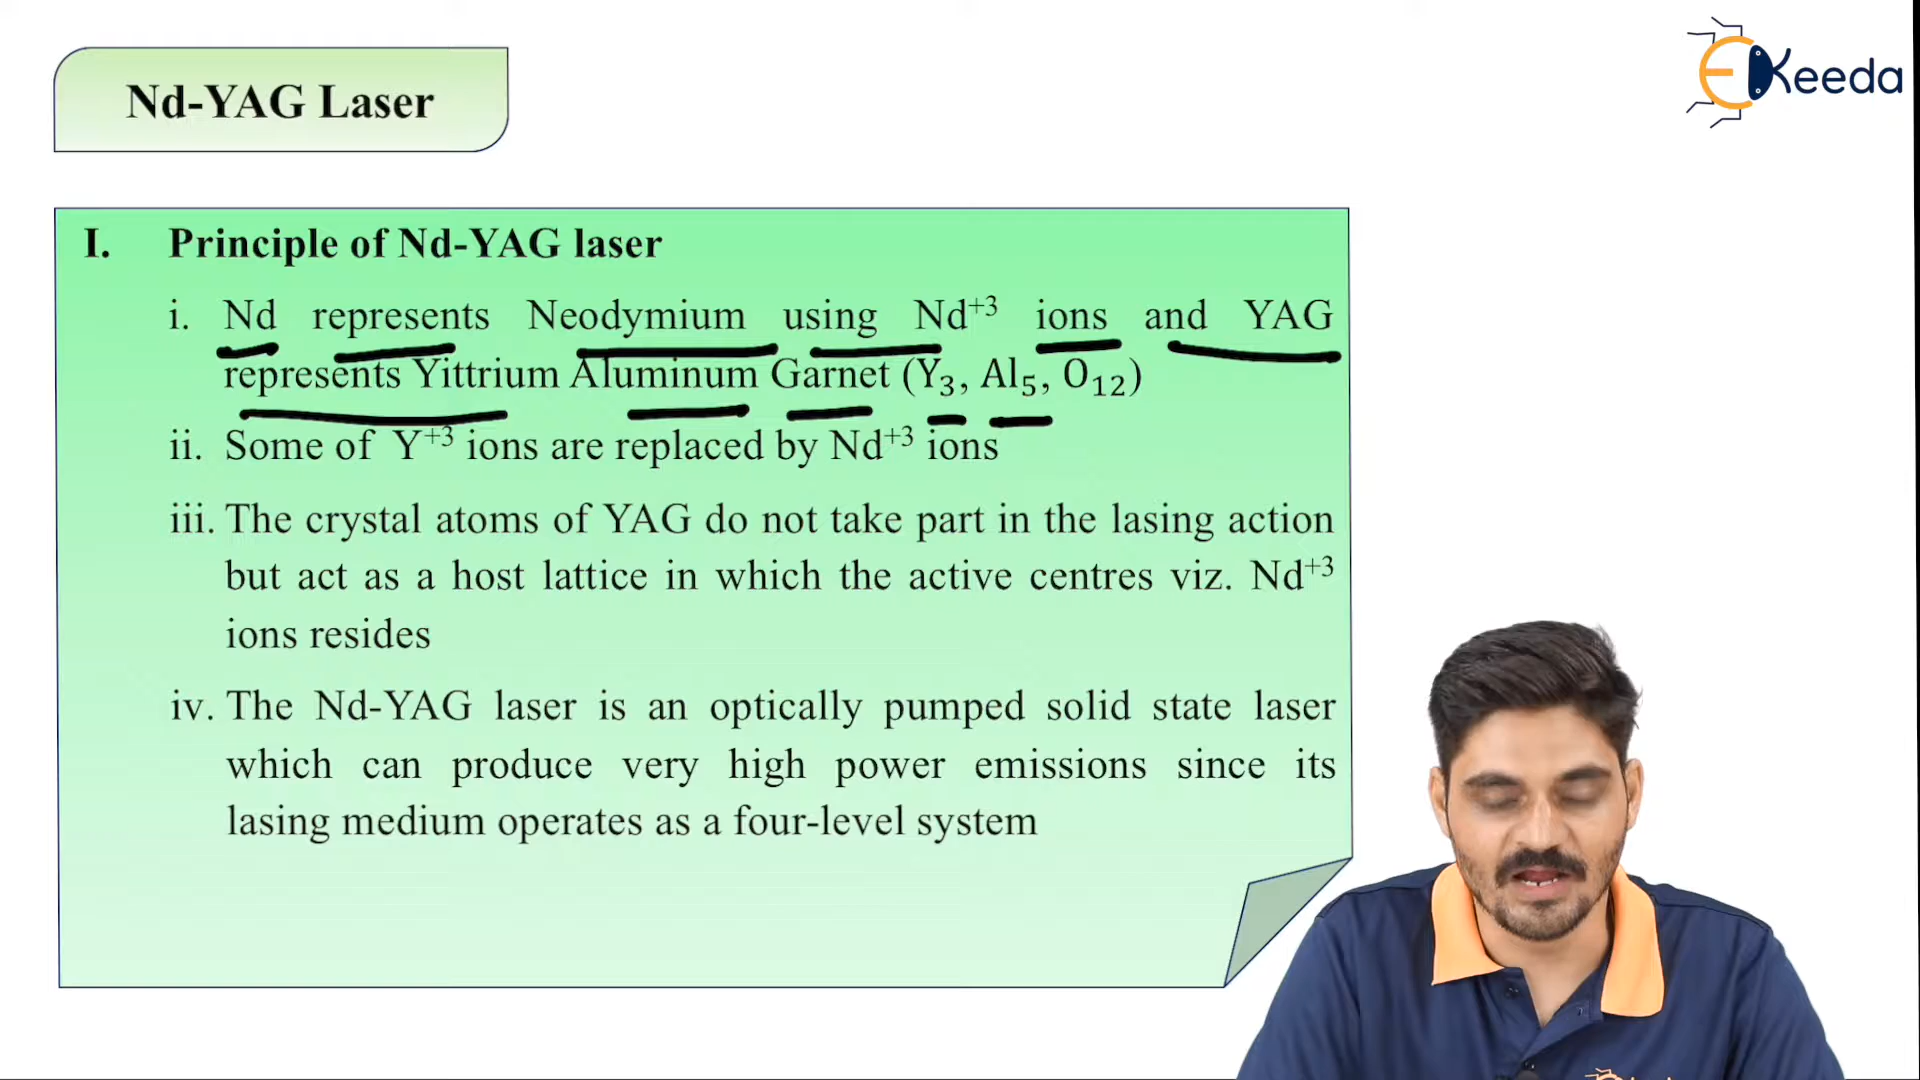 Nd-YAG Laser
EKeeda
I. Principle of Nd-YAG laser
i. Nd represents Neodymium using Nd⁺³ ions and YAG
represents Yittrium Aluminum Garnet (Y₃, Al₅, O₁₂)
ii. Some of Y⁺³ ions are replaced by Nd⁺³ ions
iii. The crystal atoms of YAG do not take part in the lasing action
but act as a host lattice in which the active centres viz. Nd⁺³
ions resides
iv. The Nd-YAG laser is an optically pumped solid state laser
which can produce very high power emissions since its
lasing medium operates as a four-level system